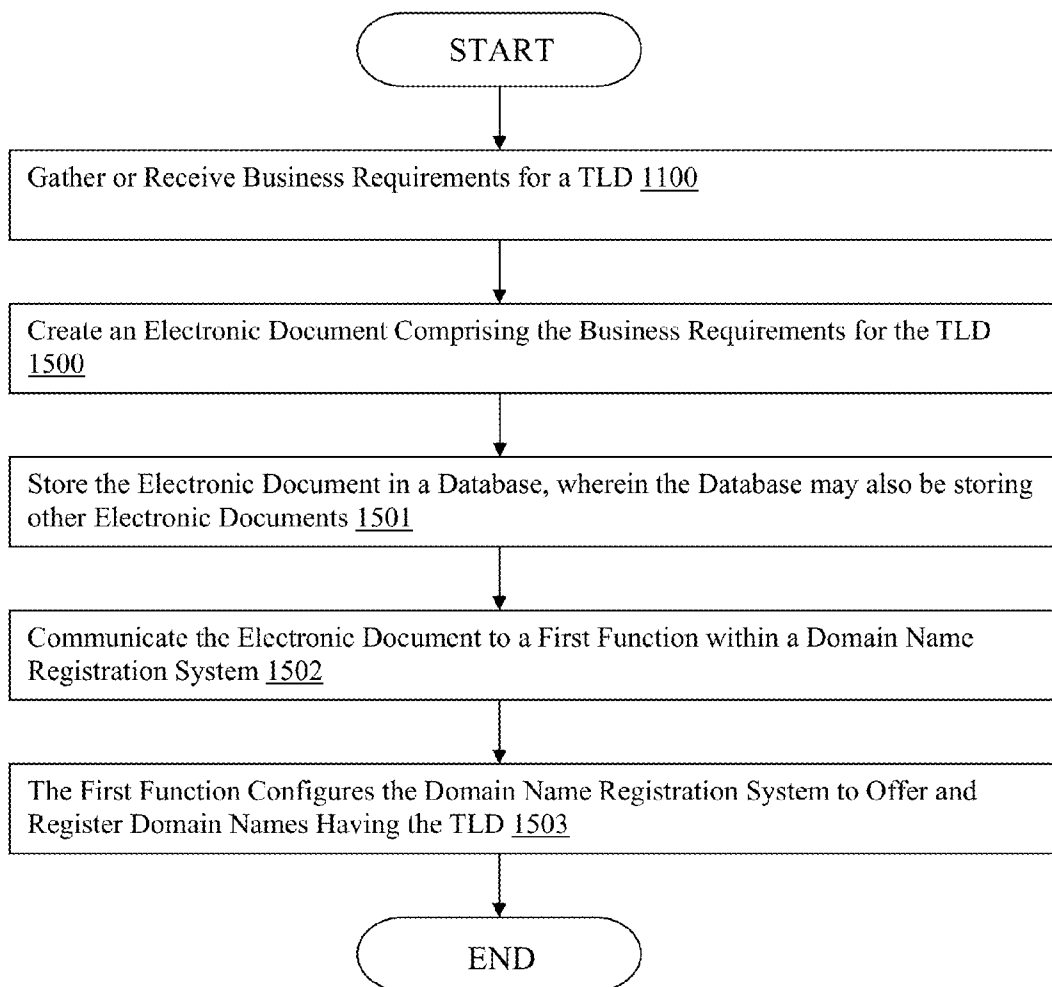 START
Gather or Receive Business Requirements for a TLD 1100
Create an Electronic Document Comprising the Business Requirements for the TLD
1500
Store the Electronic Document in a Database, wherein the Database may also be storing
other Electronic Documents 1501
Communicate the Electronic Document to a First Function within a Domain Name
Registration System 1502
The First Function Configures the Domain Name Registration System to Offer and
Register Domain Names Having the TLD 1503
END